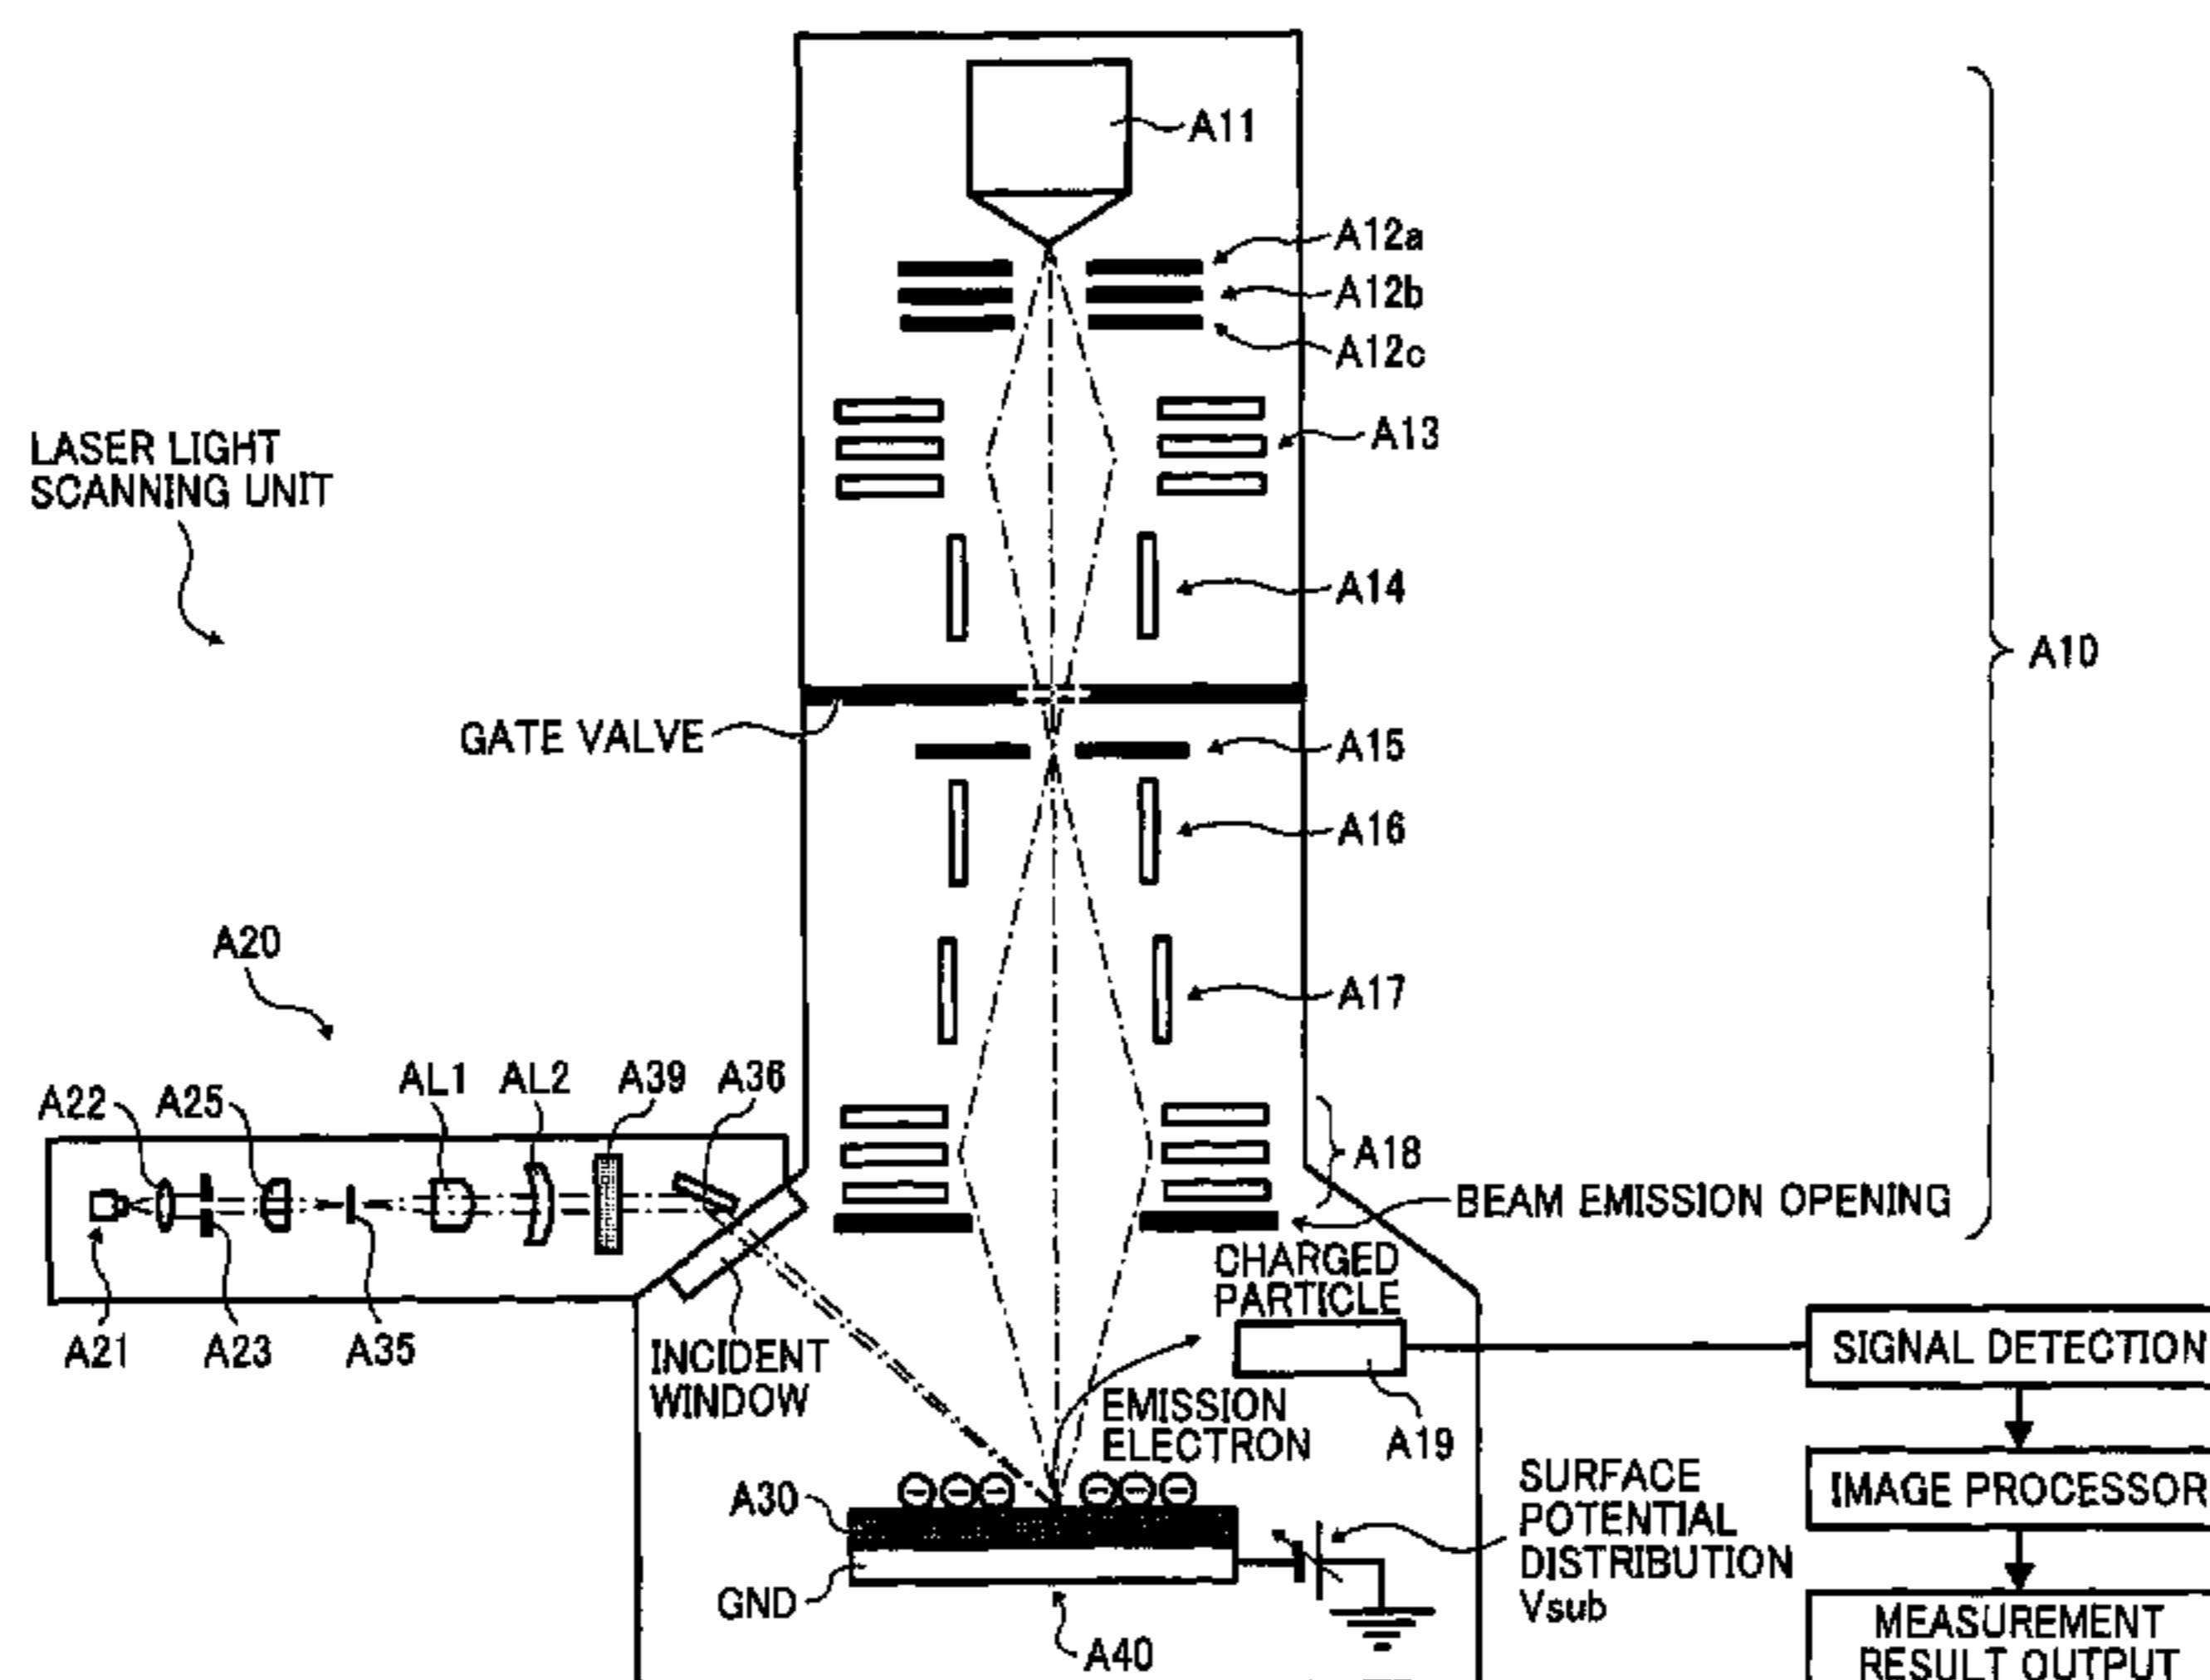 A11
A12a
A12b
A12c
A13
LASER LIGHT
SCANNING UNIT
A14
A10
GATE VALVE
A15
A16
A20
A17
A22
A25
AL1
AL2
A39
A36
A18
BEAM EMISSION OPENING
CHARGED
PARTICLE
A21
A23
A35
INCIDENT
WINDOW
SIGNAL DETECTION
EMISSION
ELECTRON
A19
A30
SURFACE
POTENTIAL
DISTRIBUTION
Vsub
IMAGE PROCESSOR
GND
A40
MEASUREMENT
RESULT OUTPUT